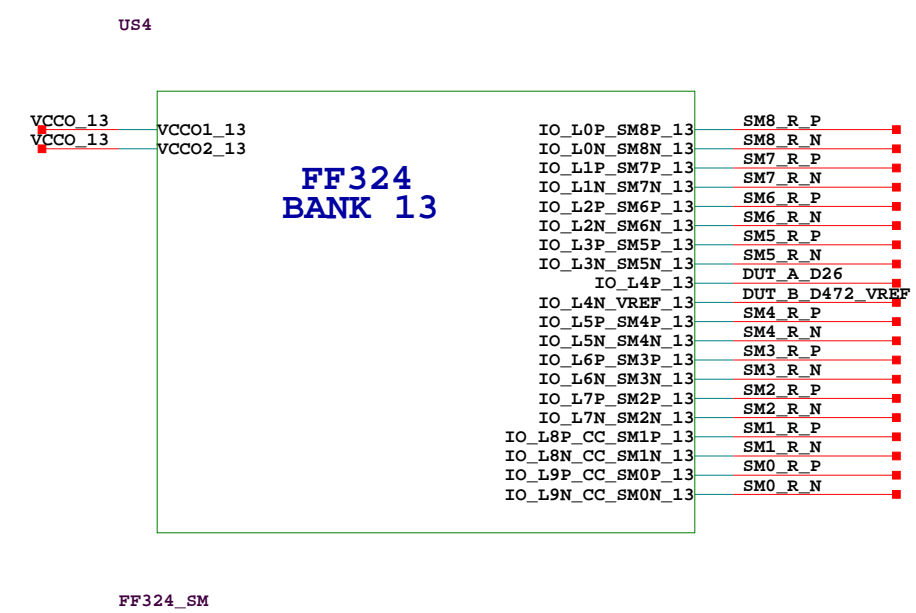 US4
VCCO_13
VCCO_13
VCCO1_13
VCCO2_13
FF324
BANK 13
IO_L0P_SM8P_13 SM8_R_P
IO_L0N_SM8N_13 SM8_R_N
IO_L1P_SM7P_13 SM7_R_P
IO_L1N_SM7N_13 SM7_R_N
IO_L2P_SM6P_13 SM6_R_P
IO_L2N_SM6N_13 SM6_R_N
IO_L3P_SM5P_13 SM5_R_P
IO_L3N_SM5N_13 SM5_R_N
IO_L4P_13 DUT_A_D26
IO_L4N_VREF_13 DUT_B_D472_VREF
IO_L5P_SM4P_13 SM4_R_P
IO_L5N_SM4N_13 SM4_R_N
IO_L6P_SM3P_13 SM3_R_P
IO_L6N_SM3N_13 SM3_R_N
IO_L7P_SM2P_13 SM2_R_P
IO_L7N_SM2N_13 SM2_R_N
IO_L8P_CC_SM1P_13 SM1_R_P
IO_L8N_CC_SM1N_13 SM1_R_N
IO_L9P_CC_SM0P_13 SM0_R_P
IO_L9N_CC_SM0N_13 SM0_R_N
FF324_SM